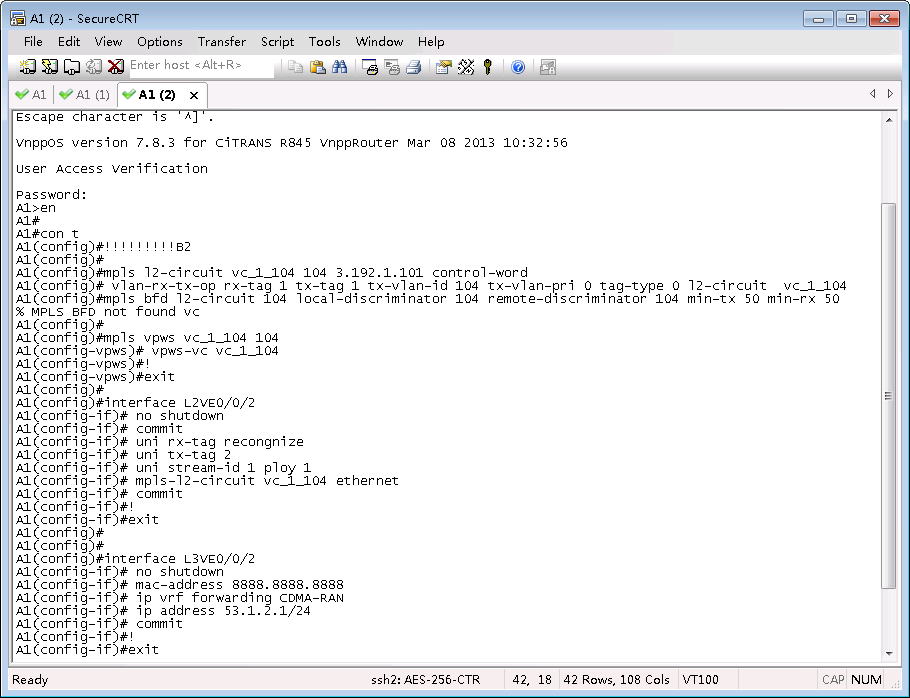 A1 (2) - SecureCRT
File Edit View Options Transfer Script Tools Window Help
Enter host <Alt+R>
A1 A1 (1) A1 (2)
Escape character is '^]'.
VnppOS version 7.8.3 for CiTRANS R845 VnppRouter Mar 08 2013 10:32:56
User Access Verification
Password:
A1>en
A1#
A1#con t
A1(config)#!!!!!!!!!B2
A1(config)#
A1(config)#mpls l2-circuit vc_1_104 104 3.192.1.101 control-word
A1(config)# vlan-rx-tx-op rx-tag 1 tx-tag 1 tx-vlan-id 104 tx-vlan-pri 0 tag-type 0 l2-circuit  vc_1_104
A1(config)#mpls bfd l2-circuit 104 local-discriminator 104 remote-discriminator 104 min-tx 50 min-rx 50
% MPLS BFD not found vc
A1(config)#
A1(config)#mpls vpws vc_1_104 104
A1(config-vpws)# vpws-vc vc_1_104
A1(config-vpws)#!
A1(config-vpws)#exit
A1(config)#
A1(config)#interface L2VE0/0/2
A1(config-if)# no shutdown
A1(config-if)# commit
A1(config-if)# uni rx-tag recongnize
A1(config-if)# uni tx-tag 2
A1(config-if)# uni stream-id 1 ploy 1
A1(config-if)# mpls-l2-circuit vc_1_104 ethernet
A1(config-if)# commit
A1(config-if)#!
A1(config-if)#exit
A1(config)#
A1(config)#
A1(config)#interface L3VE0/0/2
A1(config-if)# no shutdown
A1(config-if)# mac-address 8888.8888.8888
A1(config-if)# ip vrf forwarding CDMA-RAN
A1(config-if)# ip address 53.1.2.1/24
A1(config-if)# commit
A1(config-if)#!
A1(config-if)#exit
Ready ssh2: AES-256-CTR 42, 18 42 Rows, 108 Cols VT100 CAP NUM